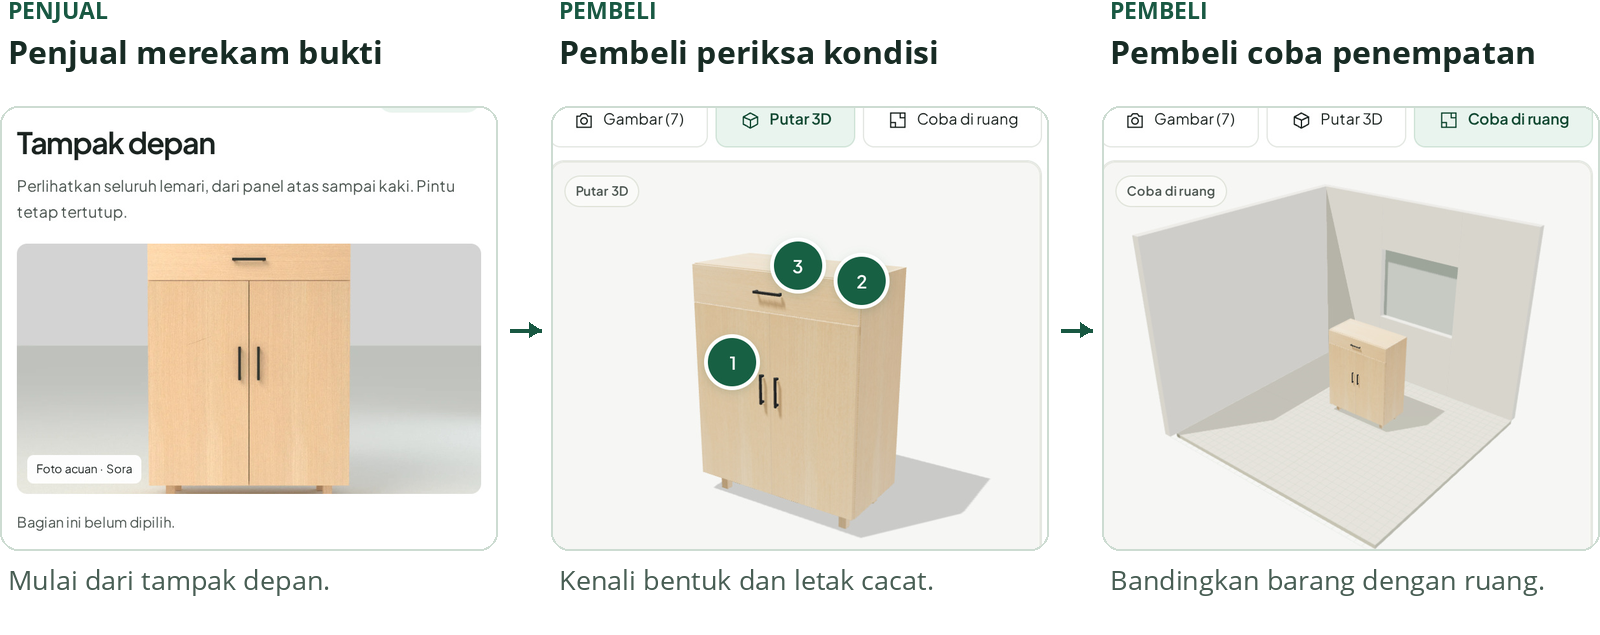 PENJUAL
Penjual merekam bukti
Tampak depan
Perlihatkan seluruh lemari, dari panel atas sampai kaki. Pintu
tetap tertutup.
Foto acuan · Sora
Bagian ini belum dipilih.
Mulai dari tampak depan.
PEMBELI
Pembeli periksa kondisi
Gambar (7)
Putar 3D
Coba di ruang
Putar 3D
3
2
1
Kenali bentuk dan letak cacat.
PEMBELI
Pembeli coba penempatan
Gambar (7)
Putar 3D
Coba di ruang
Coba di ruang
Bandingkan barang dengan ruang.